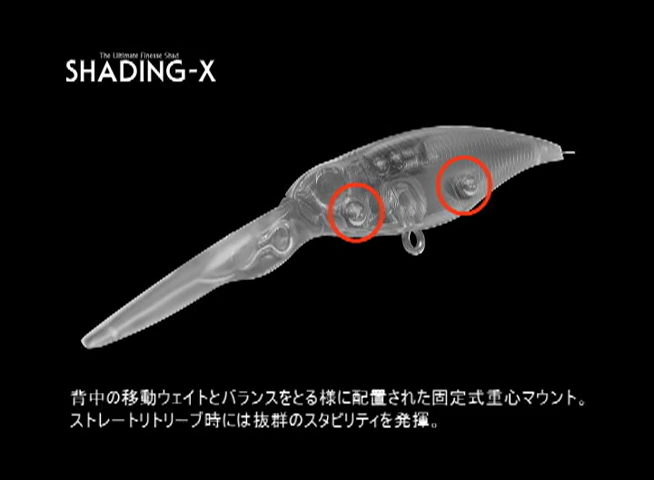 The Ultimate Finesse Shad
SHADING-X
背中の移動ウェイトとバランスをとる様に配置された固定式重心マウント。
ストレートリトリーブ時には抜群のスタビリティを発揮。